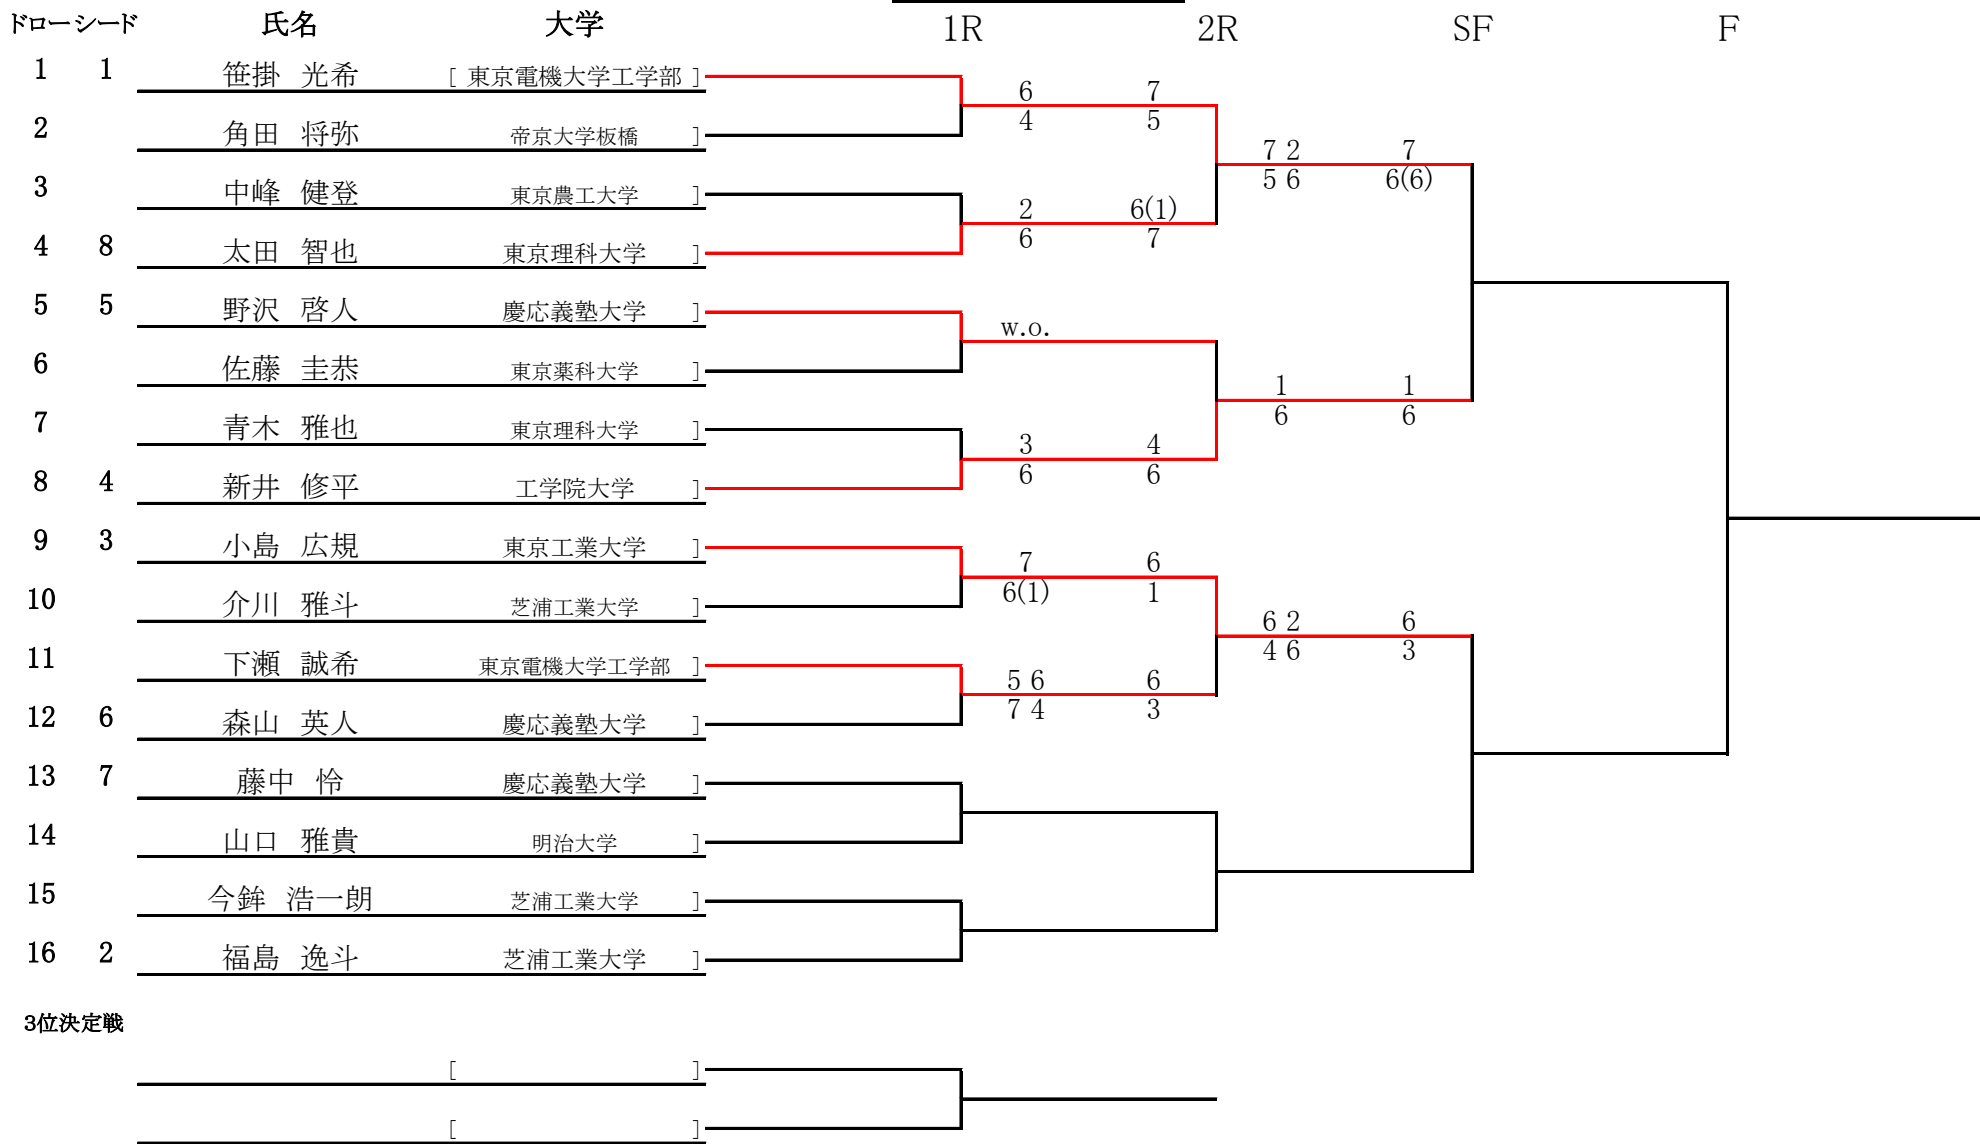 ドロー シード 氏名 大学 1R 2R SF F
1 1 笹掛 光希 [ 東京電機大学工学部 ]
6 7
4 5
2 角田 将弥 帝京大学板橋 ]
7 2 7
5 6 6(6)
3 中峰 健登 東京農工大学 ]
2 6(1)
6 7
4 8 太田 智也 東京理科大学 ]
5 5 野沢 啓人 慶応義塾大学 ]
w.o.
6 佐藤 圭恭 東京薬科大学 ]
1 1
6 6
7 青木 雅也 東京理科大学 ]
3 4
6 6
8 4 新井 修平 工学院大学 ]
9 3 小島 広規 東京工業大学 ]
7 6
6(1) 1
10 介川 雅斗 芝浦工業大学 ]
6 2 6
4 6 3
11 下瀬 誠希 東京電機大学工学部 ]
5 6 6
7 4 3
12 6 森山 英人 慶応義塾大学 ]
13 7 藤中 怜 慶応義塾大学 ]
14 山口 雅貴 明治大学 ]
15 今鉾 浩一朗 芝浦工業大学 ]
16 2 福島 逸斗 芝浦工業大学 ]
3位決定戦
[ ]
[ ]